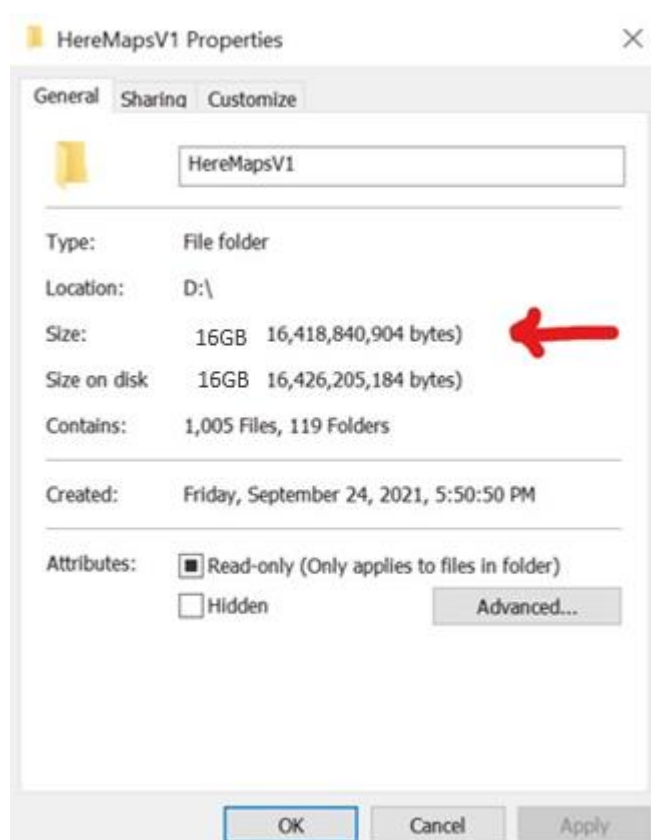 HereMapsV1 Properties
General Sharing Customize
HereMapsV1
Type: File folder
Location: D:\
Size: 16GB 16,418,840,904 bytes)
Size on disk 16GB 16,426,205,184 bytes)
Contains: 1,005 Files, 119 Folders
Created: Friday, September 24, 2021, 5:50:50 PM
Attributes: Read-only (Only applies to files in folder)
Hidden Advanced...
OK Cancel Apply